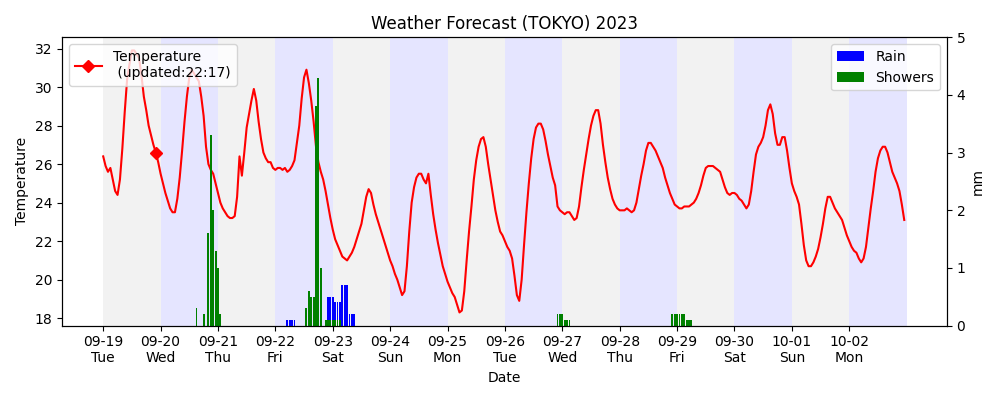 Weather Forecast (TOKYO) 2023
Temperature
(updated:22:17)
Rain
Showers
32
30
28
26
24
22
20
18
Temperature
5
4
3
2
1
0
mm
09-19 09-20 09-21 09-22 09-23 09-24 09-25 09-26 09-27 09-28 09-29 09-30 10-01 10-02
Tue Wed Thu Fri Sat Sun Mon Tue Wed Thu Fri Sat Sun Mon
Date